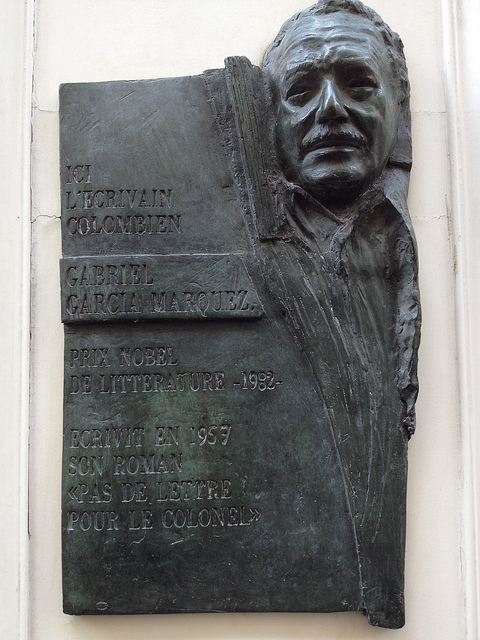 ICI
L'ECRIVAIN
COLOMBIEN
GABRIEL
GARCIA MARQUEZ,
PRIX NOBEL
DE LITTERATURE -1982-
ECRIVIT EN 1957
SON ROMAN
«PAS DE LETTRE
POUR LE COLONEL»